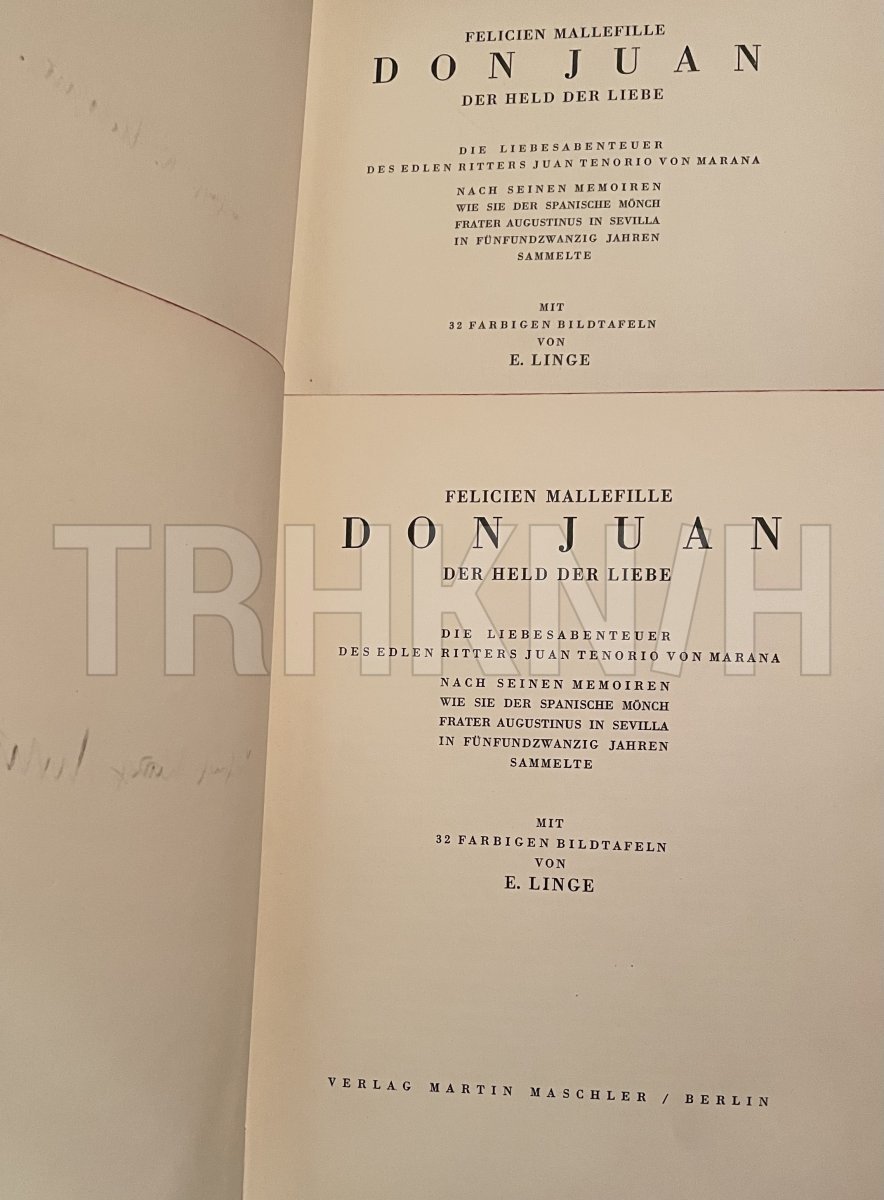 FELICIEN MALLEFILLE
DON JUAN
DER HELD DER LIEBE
DIE LIEBESABENTEUER
DES EDLEN RITTERS JUAN TENORIO VON MARANA
NACH SEINEN MEMOIREN
WIE SIE DER SPANISCHE MÖNCH
FRATER AUGUSTINUS IN SEVILLA
IN FÜNFUNDZWANZIG JAHREN
SAMMELTE
MIT
32 FARBIGEN BILDTAFELN
VON
E. LINGE
FELICIEN MALLEFILLE
DON JUAN
DER HELD DER LIEBE
DIE LIEBESABENTEUER
DES EDLEN RITTERS JUAN TENORIO VON MARANA
NACH SEINEN MEMOIREN
WIE SIE DER SPANISCHE MÖNCH
FRATER AUGUSTINUS IN SEVILLA
IN FÜNFUNDZWANZIG JAHREN
SAMMELTE
MIT
32 FARBIGEN BILDTAFELN
VON
E. LINGE
VERLAG MARTIN MASCHLER / BERLIN
TRHKN/H